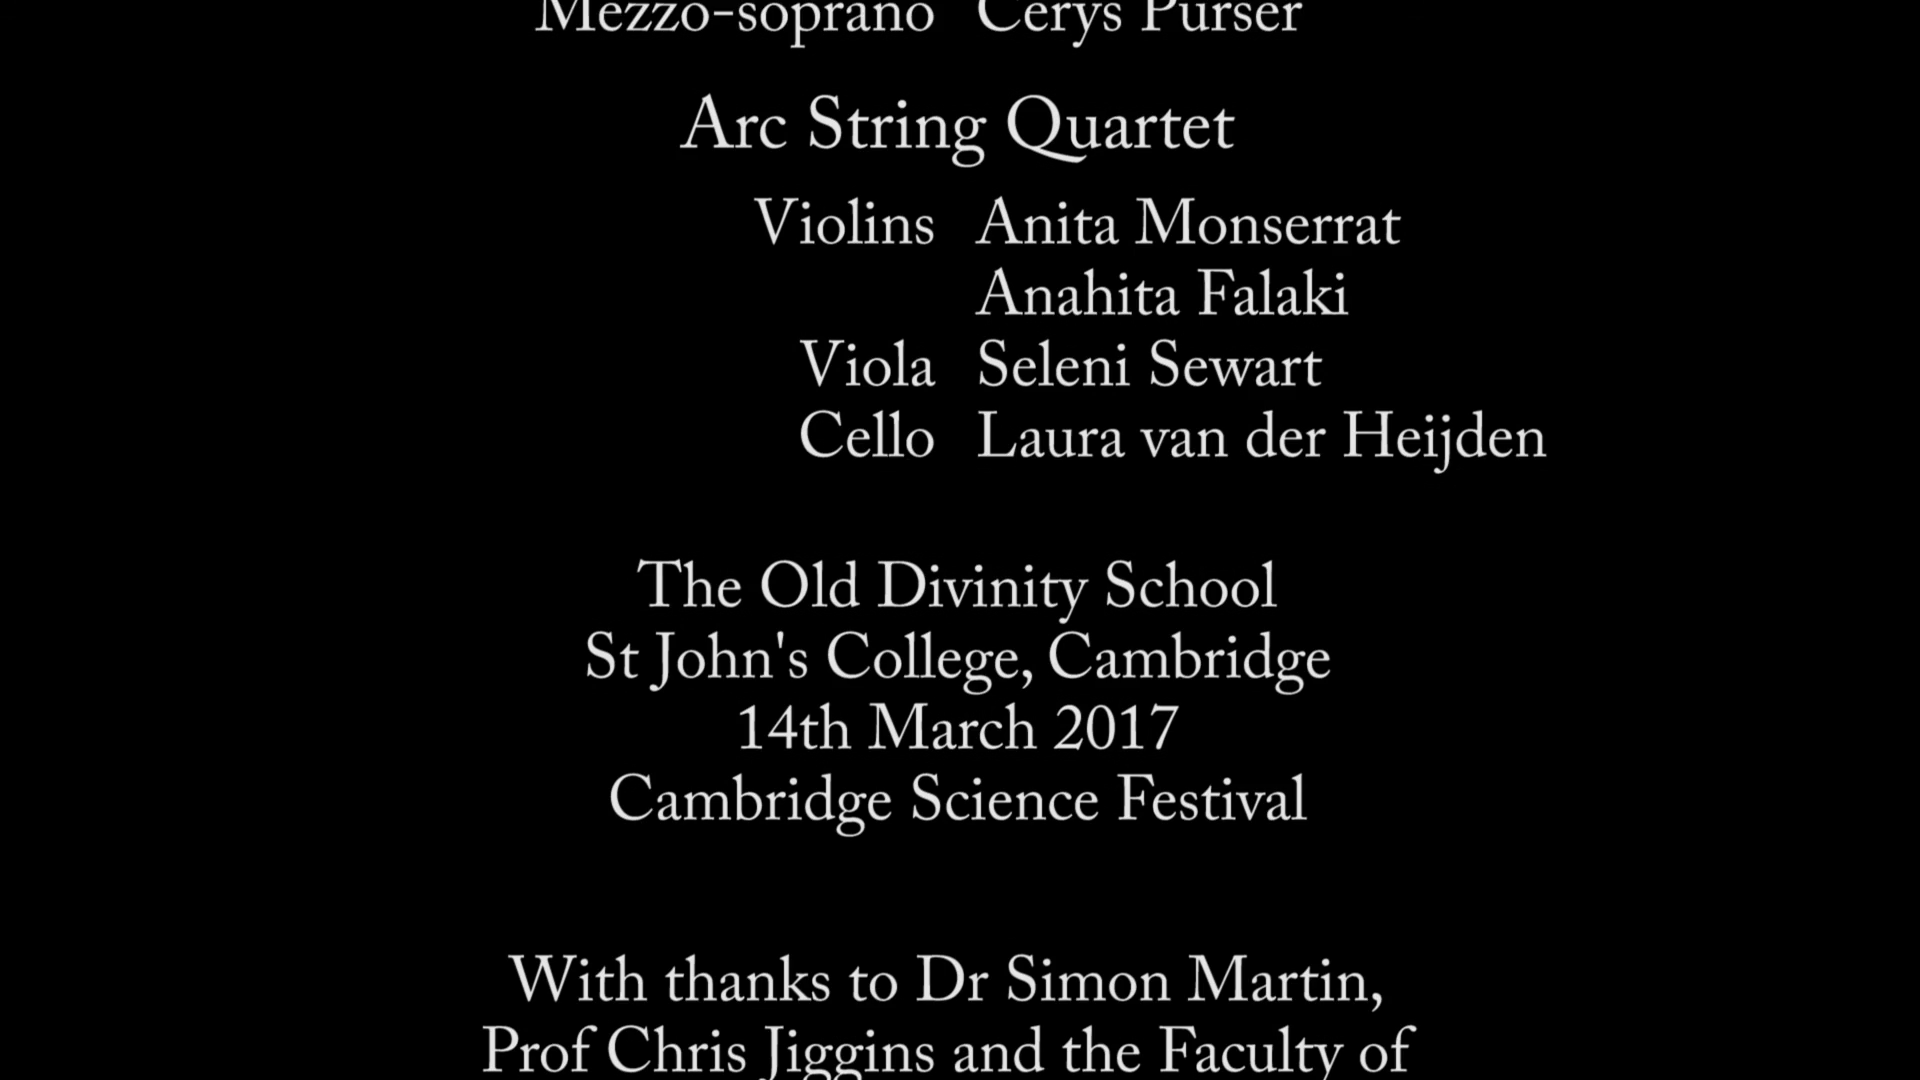 Mezzo-soprano Cerys Purser
Arc String Quartet
Violins Anita Monserrat
Anahita Falaki
Viola Seleni Sewart
Cello Laura van der Heijden
The Old Divinity School
St John's College, Cambridge
14th March 2017
Cambridge Science Festival
With thanks to Dr Simon Martin,
Prof Chris Jiggins and the Faculty of